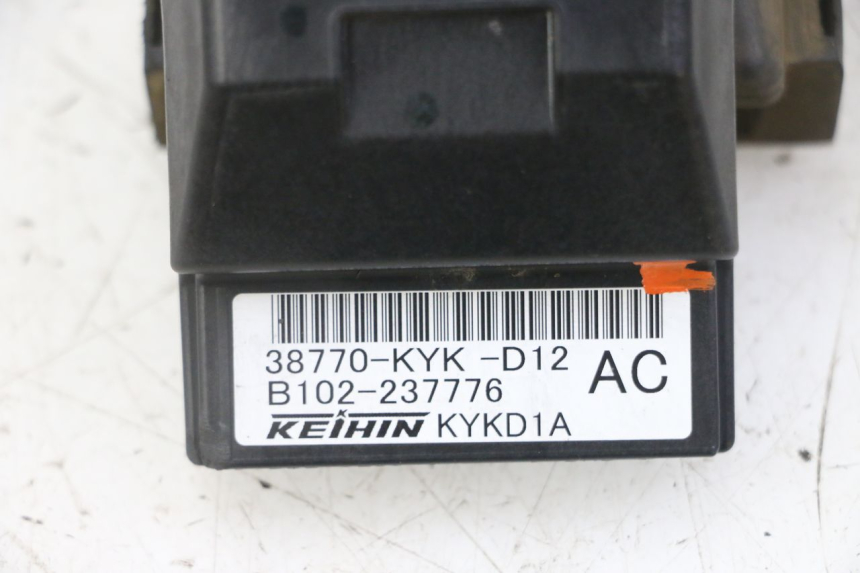 38770-KYK -D12
AC
B102-237776
KEIHIN KYKD1A